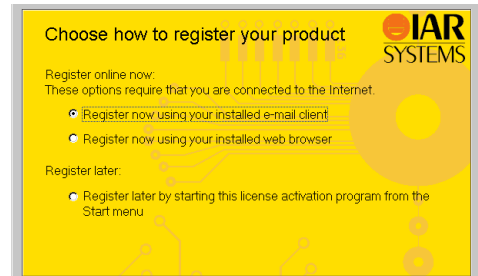 Choose how to register your product
IAR
SYSTEMS
Register online now:
These options require that you are connected to the Internet.
Register now using your installed e-mail client
Register now using your installed web browser
Register later:
Register later by starting this license activation program from the
Start menu